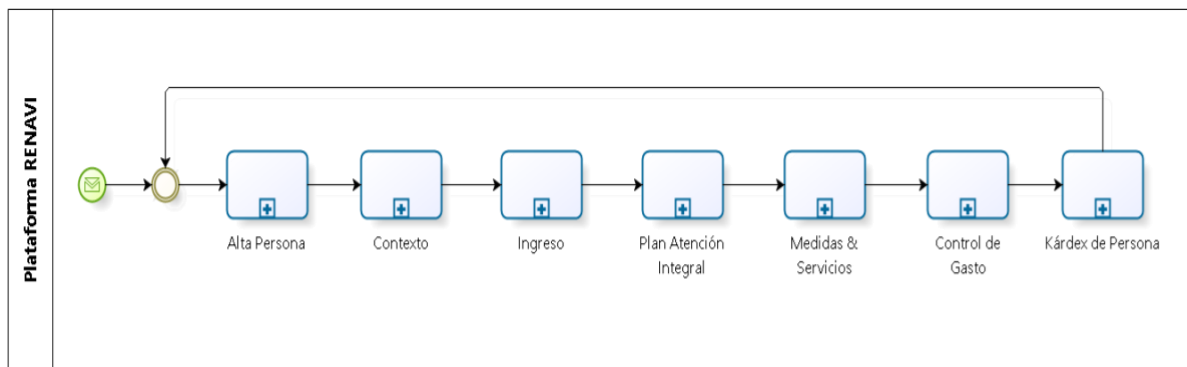 Plataforma RENAVI
Alta Persona
Contexto
Ingreso
Plan Atención
Integral
Medidas &
Servicios
Control de
Gasto
Kárdex de Persona